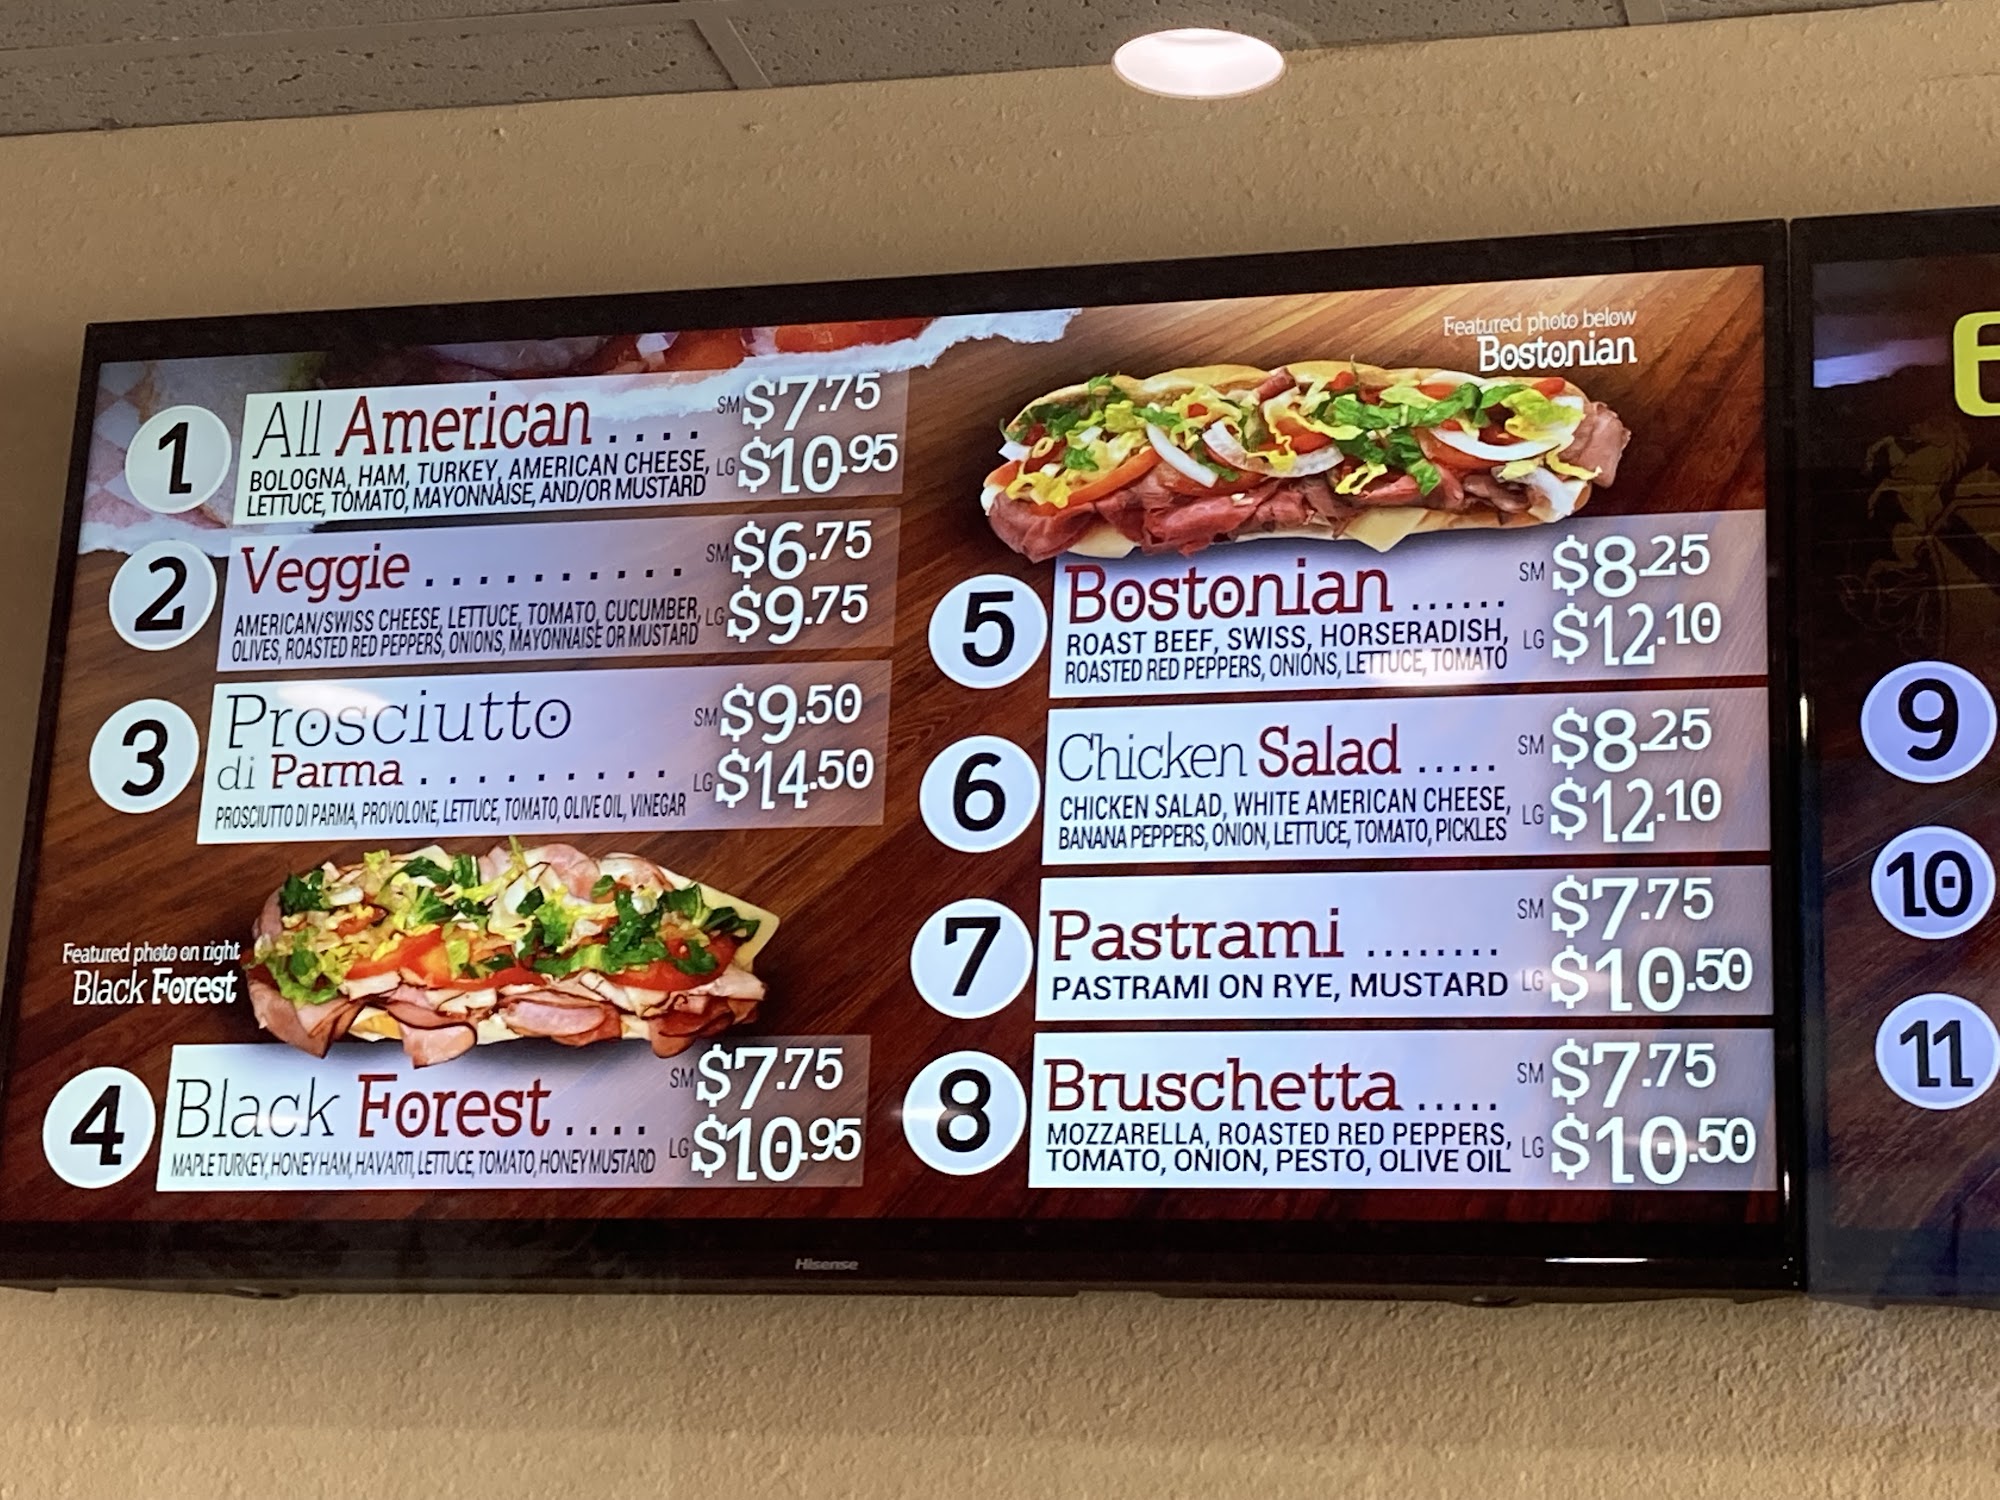 1
All American ....
SM $7.75
BOLOGNA, HAM, TURKEY, AMERICAN CHEESE,
LETTUCE, TOMATO, MAYONNAISE, AND/OR MUSTARD
LG $10.95
2
Veggie ..........
SM $6.75
AMERICAN/SWISS CHEESE, LETTUCE, TOMATO, CUCUMBER,
OLIVES, ROASTED RED PEPPERS, ONIONS, MAYONNAISE OR MUSTARD
LG $9.75
3
Prosciutto
di Parma ..........
SM $9.50
PROSCIUTTO DI PARMA, PROVOLONE, LETTUCE, TOMATO, OLIVE OIL, VINEGAR
LG $14.50
Featured photo on right
Black Forest
4
Black Forest ....
SM $7.75
MAPLE TURKEY, HONEY HAM, HAVARTI, LETTUCE, TOMATO, HONEY MUSTARD
LG $10.95
Featured photo below
Bostonian
5
Bostonian ......
SM $8.25
ROAST BEEF, SWISS, HORSERADISH,
ROASTED RED PEPPERS, ONIONS, LETTUCE, TOMATO
LG $12.10
6
Chicken Salad .....
SM $8.25
CHICKEN SALAD, WHITE AMERICAN CHEESE,
BANANA PEPPERS, ONION, LETTUCE, TOMATO, PICKLES
LG $12.10
7
Pastrami ........
SM $7.75
PASTRAMI ON RYE, MUSTARD
LG $10.50
8
Bruschetta .....
SM $7.75
MOZZARELLA, ROASTED RED PEPPERS,
TOMATO, ONION, PESTO, OLIVE OIL
LG $10.50
Hisense
9
10
11